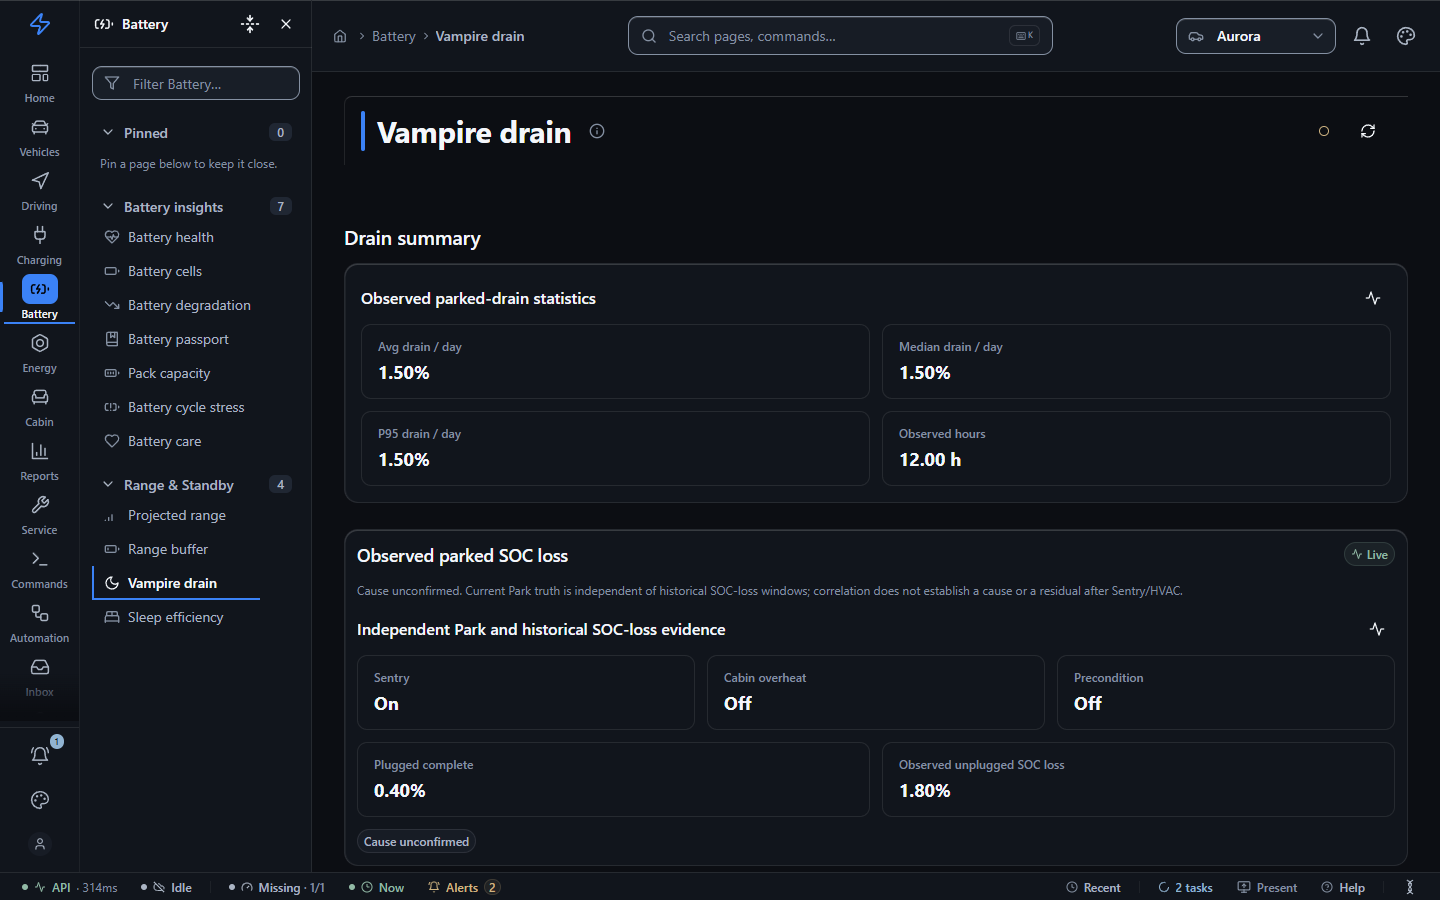 Battery
Filter Battery...
Pinned 0
Pin a page below to keep it close.
Battery insights 7
Battery health
Battery cells
Battery degradation
Battery passport
Pack capacity
Battery cycle stress
Battery care
Range & Standby 4
Projected range
Range buffer
Vampire drain
Sleep efficiency
Home
Vehicles
Driving
Charging
Battery
Energy
Cabin
Reports
Service
Commands
Automation
Inbox
1
Battery > Vampire drain
Search pages, commands...
K
Aurora
Vampire drain
Drain summary
Observed parked-drain statistics
Avg drain / day
1.50%
Median drain / day
1.50%
P95 drain / day
1.50%
Observed hours
12.00 h
Observed parked SOC loss
Live
Cause unconfirmed. Current Park truth is independent of historical SOC-loss windows; correlation does not establish a cause or a residual after Sentry/HVAC.
Independent Park and historical SOC-loss evidence
Sentry
On
Cabin overheat
Off
Precondition
Off
Plugged complete
0.40%
Observed unplugged SOC loss
1.80%
Cause unconfirmed
API · 314ms
Idle
Missing · 1/1
Now
Alerts 2
Recent
2 tasks
Present
Help